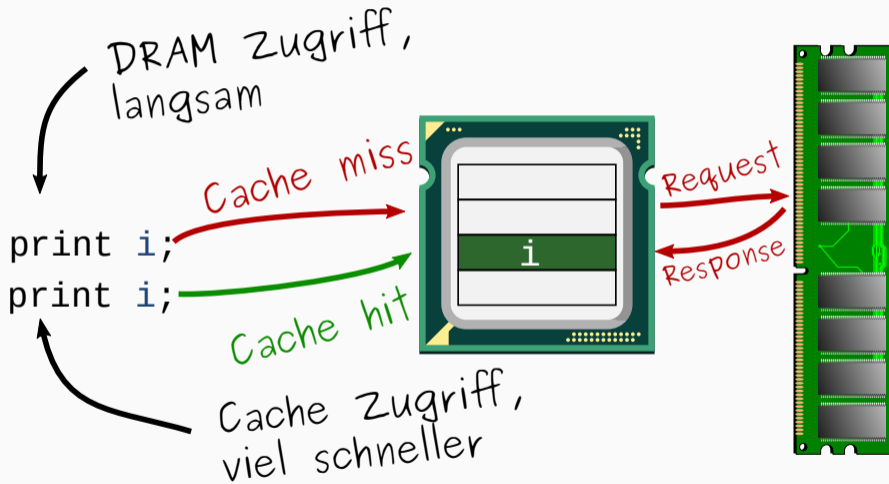 DRAM Zugriff,
langsam
Cache miss
Request
print i;
i
print i;
Response
Cache hit
Cache Zugriff,
viel schneller